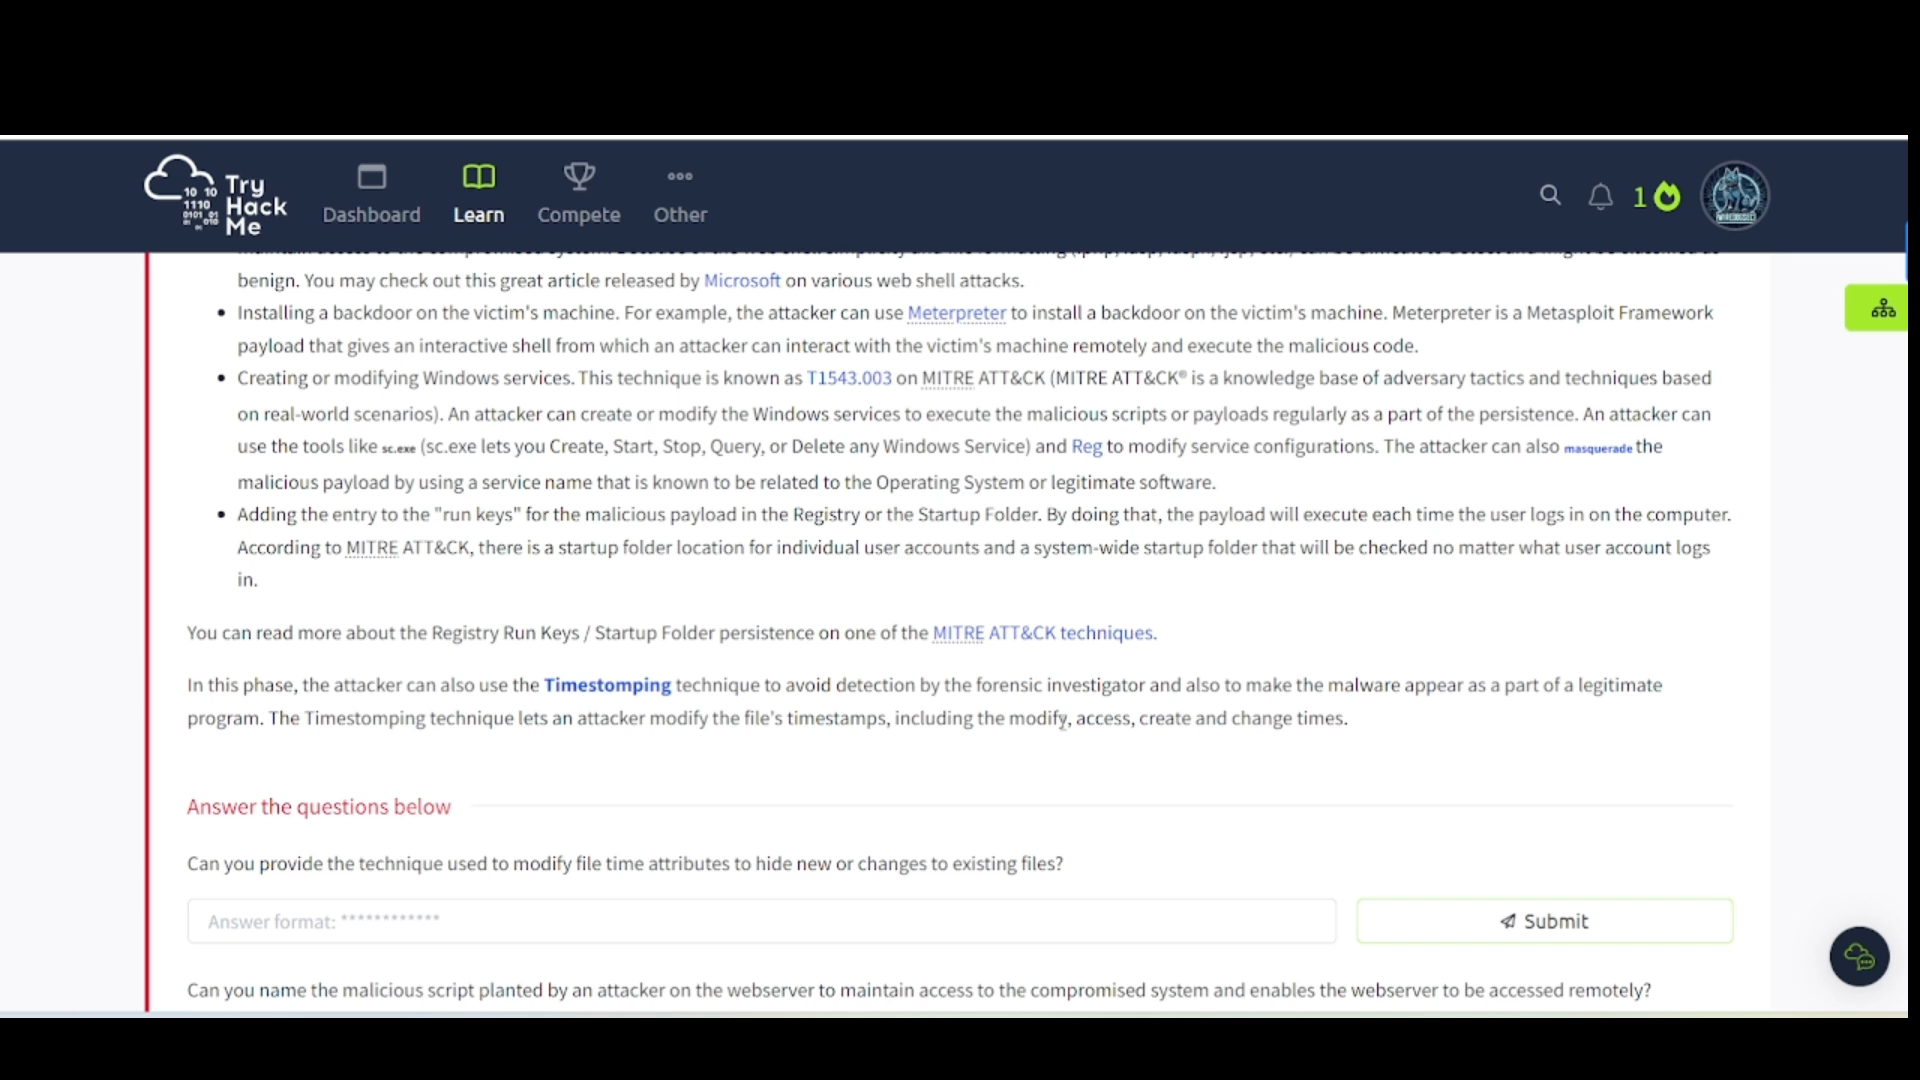 10 10
1110
0101 01
01 010
Try
Hack
Me
Dashboard
Learn
Compete
Other
1
benign. You may check out this great article released by Microsoft on various web shell attacks.
• Installing a backdoor on the victim's machine. For example, the attacker can use Meterpreter to install a backdoor on the victim's machine. Meterpreter is a Metasploit Framework
payload that gives an interactive shell from which an attacker can interact with the victim's machine remotely and execute the malicious code.
• Creating or modifying Windows services. This technique is known as T1543.003 on MITRE ATT&CK (MITRE ATT&CK® is a knowledge base of adversary tactics and techniques based
on real-world scenarios). An attacker can create or modify the Windows services to execute the malicious scripts or payloads regularly as a part of the persistence. An attacker can
use the tools like sc.exe (sc.exe lets you Create, Start, Stop, Query, or Delete any Windows Service) and Reg to modify service configurations. The attacker can also masquerade the
malicious payload by using a service name that is known to be related to the Operating System or legitimate software.
• Adding the entry to the "run keys" for the malicious payload in the Registry or the Startup Folder. By doing that, the payload will execute each time the user logs in on the computer.
According to MITRE ATT&CK, there is a startup folder location for individual user accounts and a system-wide startup folder that will be checked no matter what user account logs
in.
You can read more about the Registry Run Keys / Startup Folder persistence on one of the MITRE ATT&CK techniques.
In this phase, the attacker can also use the Timestomping technique to avoid detection by the forensic investigator and also to make the malware appear as a part of a legitimate
program. The Timestomping technique lets an attacker modify the file's timestamps, including the modify, access, create and change times.
Answer the questions below
Can you provide the technique used to modify file time attributes to hide new or changes to existing files?
Answer format: ************
Submit
Can you name the malicious script planted by an attacker on the webserver to maintain access to the compromised system and enables the webserver to be accessed remotely?